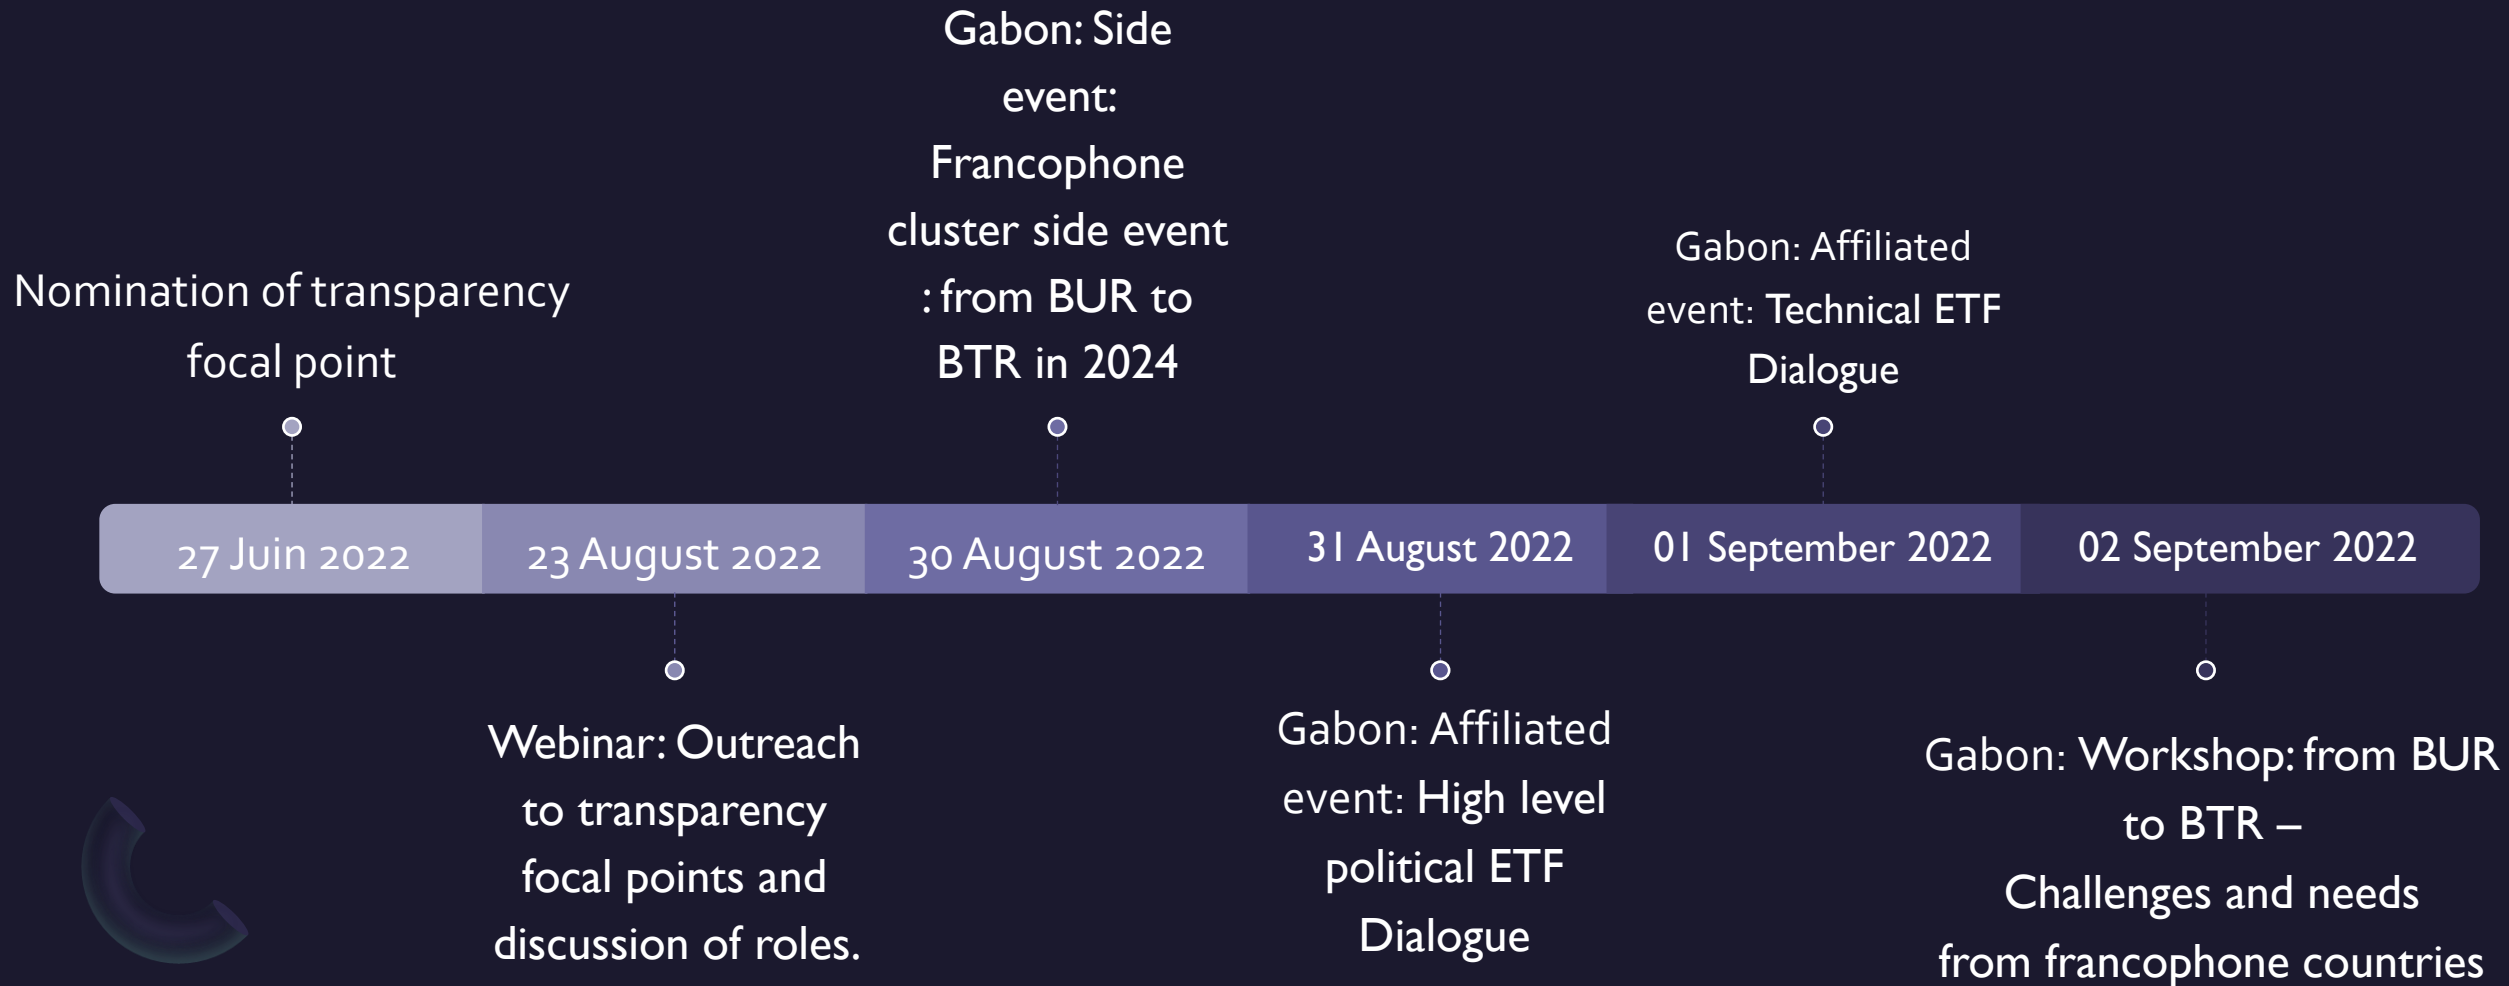 Nomination of transparency
focal point
27 Juin 2022
23 August 2022
Webinar: Outreach
to transparency
focal points and
discussion of roles.
Gabon: Side
event:
Francophone
cluster side event
: from BUR to
BTR in 2024
30 August 2022
31 August 2022
Gabon: Affiliated
event: High level
political ETF
Dialogue
Gabon: Affiliated
event: Technical ETF
Dialogue
01 September 2022
02 September 2022
Gabon: Workshop: from BUR
to BTR –
Challenges and needs
from francophone countries